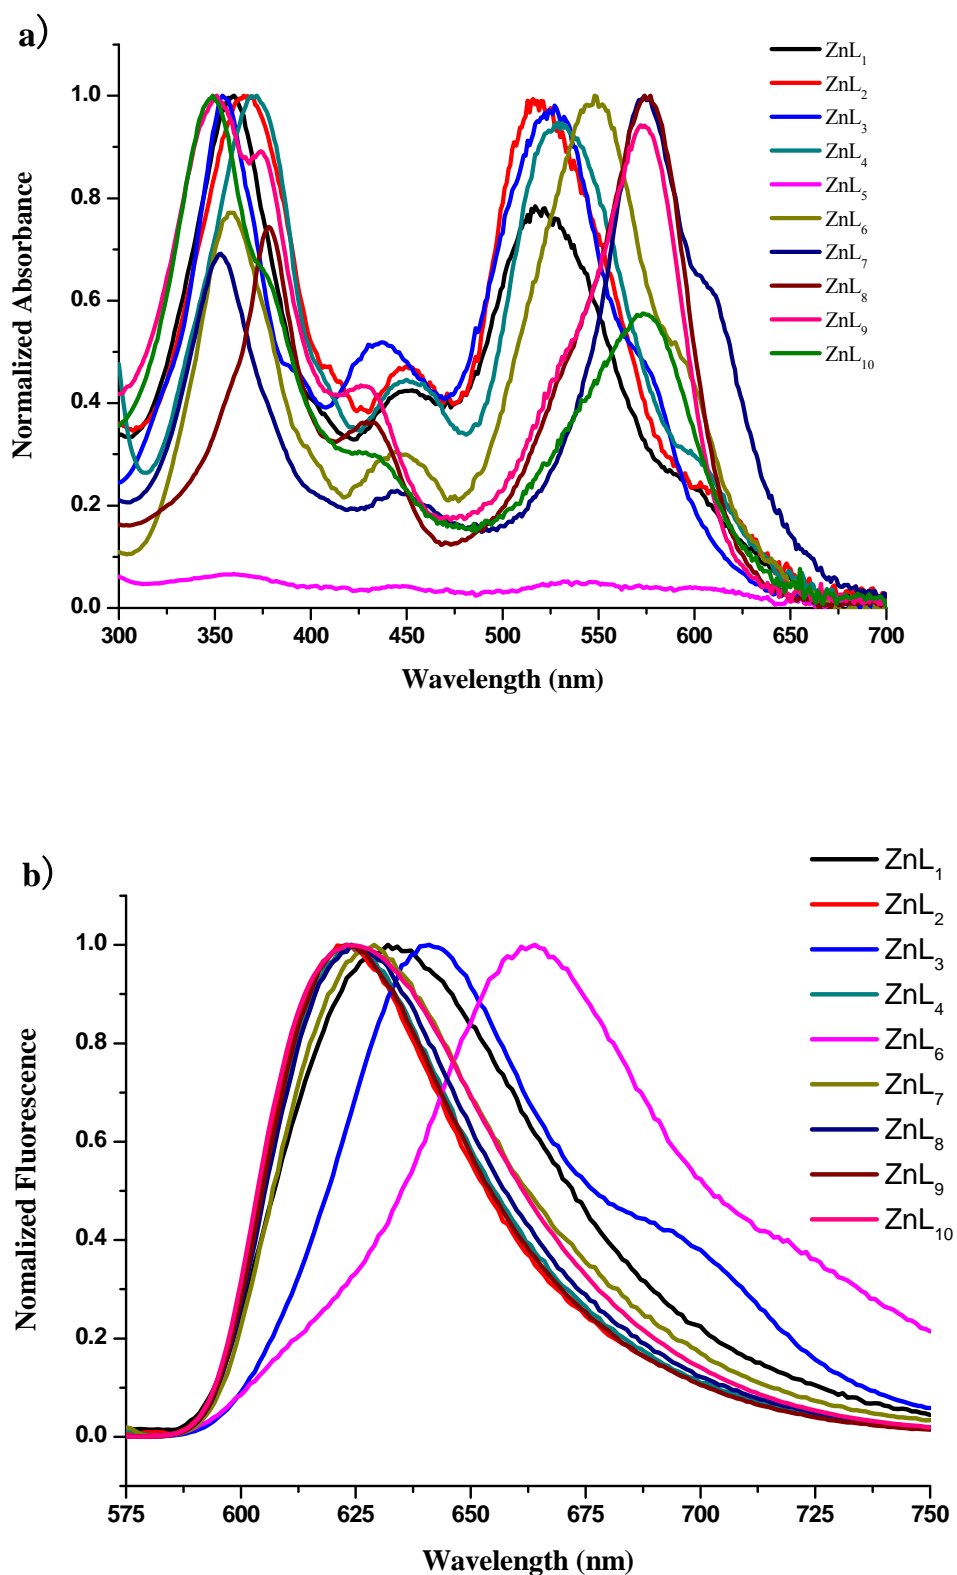 a)
ZnL1
ZnL2
ZnL3
ZnL4
ZnL5
ZnL6
ZnL7
ZnL8
ZnL9
ZnL10
Normalized Absorbance
1.0
0.8
0.6
0.4
0.2
0.0
300 350 400 450 500 550 600 650 700
Wavelength (nm)
b)
ZnL1
ZnL2
ZnL3
ZnL4
ZnL6
ZnL7
ZnL8
ZnL9
ZnL10
Nomalized Fluorescence
1.0
0.8
0.6
0.4
0.2
0.0
575 600 625 650 675 700 725 750
Wavelength (nm)